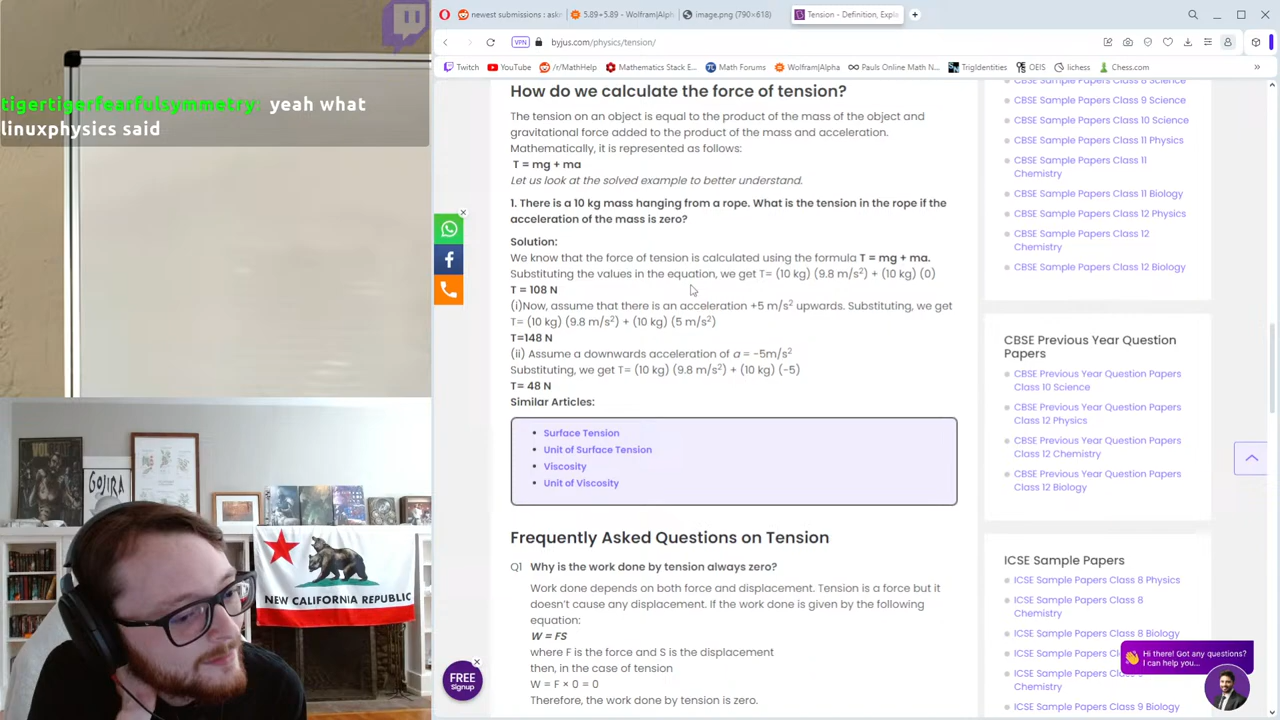 newest submissions : aske
5.89+5.89 - Wolfram|Alph
image.png (790×618)
Tension - Definition, Expla
VPN
byjus.com/physics/tension/
Twitch
YouTube
/r/MathHelp
Mathematics Stack E...
Math Forums
Wolfram|Alpha
Pauls Online Math N...
TrigIdentities
OEIS
lichess
Chess.com
tigertigerfearfulsymmetry: yeah what
linuxphysics said
How do we calculate the force of tension?
The tension on an object is equal to the product of the mass of the object and
gravitational force added to the product of the mass and acceleration.
Mathematically, it is represented as follows:
T = mg + ma
Let us look at the solved example to better understand.
1. There is a 10 kg mass hanging from a rope. What is the tension in the rope if the
acceleration of the mass is zero?
Solution:
We know that the force of tension is calculated using the formula T = mg + ma.
Substituting the values in the equation, we get T= (10 kg) (9.8 m/s²) + (10 kg) (0)
T = 108 N
(i)Now, assume that there is an acceleration +5 m/s² upwards. Substituting, we get
T= (10 kg) (9.8 m/s²) + (10 kg) (5 m/s²)
T=148 N
(ii) Assume a downwards acceleration of a = -5m/s²
Substituting, we get T= (10 kg) (9.8 m/s²) + (10 kg) (-5)
T= 48 N
Similar Articles:
Surface Tension
Unit of Surface Tension
Viscosity
Unit of Viscosity
Frequently Asked Questions on Tension
Q1 Why is the work done by tension always zero?
Work done depends on both force and displacement. Tension is a force but it
doesn't cause any displacement. If the work done is given by the following
equation:
W = FS
where F is the force and S is the displacement
then, in the case of tension
W = F × 0 = 0
Therefore, the work done by tension is zero.
CBSE Sample Papers Class 8 Science
CBSE Sample Papers Class 9 Science
CBSE Sample Papers Class 10 Science
CBSE Sample Papers Class 11 Physics
CBSE Sample Papers Class 11
Chemistry
CBSE Sample Papers Class 11 Biology
CBSE Sample Papers Class 12 Physics
CBSE Sample Papers Class 12
Chemistry
CBSE Sample Papers Class 12 Biology
CBSE Previous Year Question
Papers
CBSE Previous Year Question Papers
Class 10 Science
CBSE Previous Year Question Papers
Class 12 Physics
CBSE Previous Year Question Papers
Class 12 Chemistry
CBSE Previous Year Question Papers
Class 12 Biology
ICSE Sample Papers
ICSE Sample Papers Class 8 Physics
ICSE Sample Papers Class 8
Chemistry
ICSE Sample Papers Class 8 Biology
ICSE Sample Papers Class 9 Biology
Chemistry
Hi there! Got any questions?
I can help you...
FREE
Signup
VOL
GOJIRA
NEW CALIFORNIA REPUBLIC